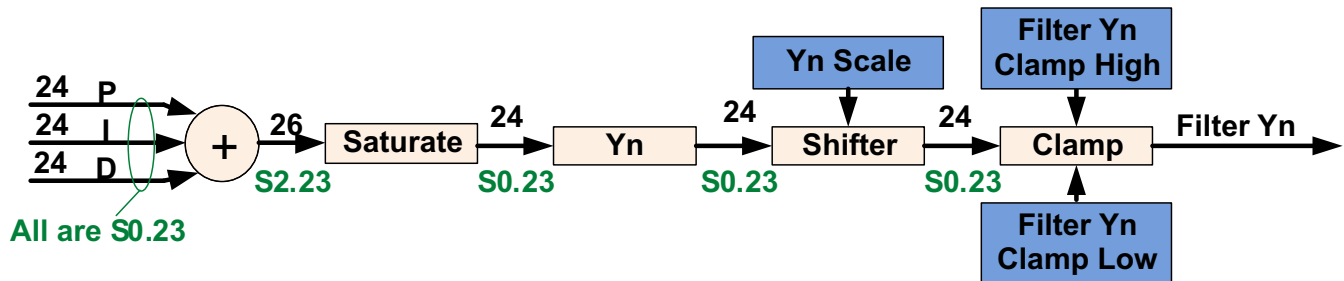 24 P
24 I
24 D
All are S0.23
+
26
S2.23
Saturate
24
S0.23
Yn
24
S0.23
Yn Scale
Shifter
24
S0.23
Filter Yn
Clamp High
Clamp
Filter Yn
Clamp Low
Filter Yn